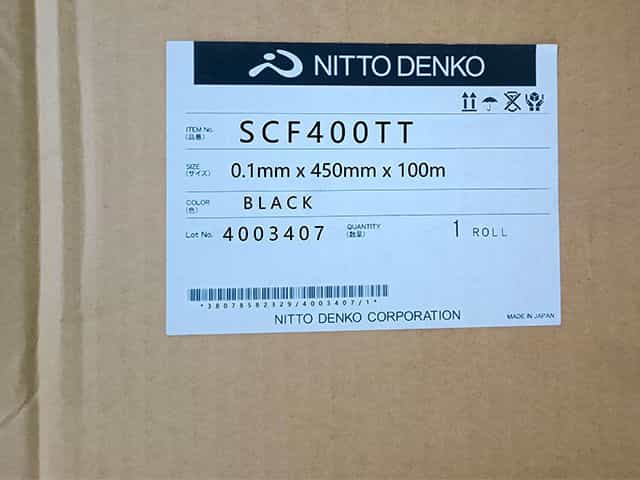 NITTO DENKO
ITEM No. SCF400TT
(品番)
SIZE 0.1mm x 450mm x 100m
(サイズ)
COLOR BLACK
(色)
Lot No. 4003407 QUANTITY 1 ROLL
(数量)
*38078582329/4003407/1*
NITTO DENKO CORPORATION MADE IN JAPAN